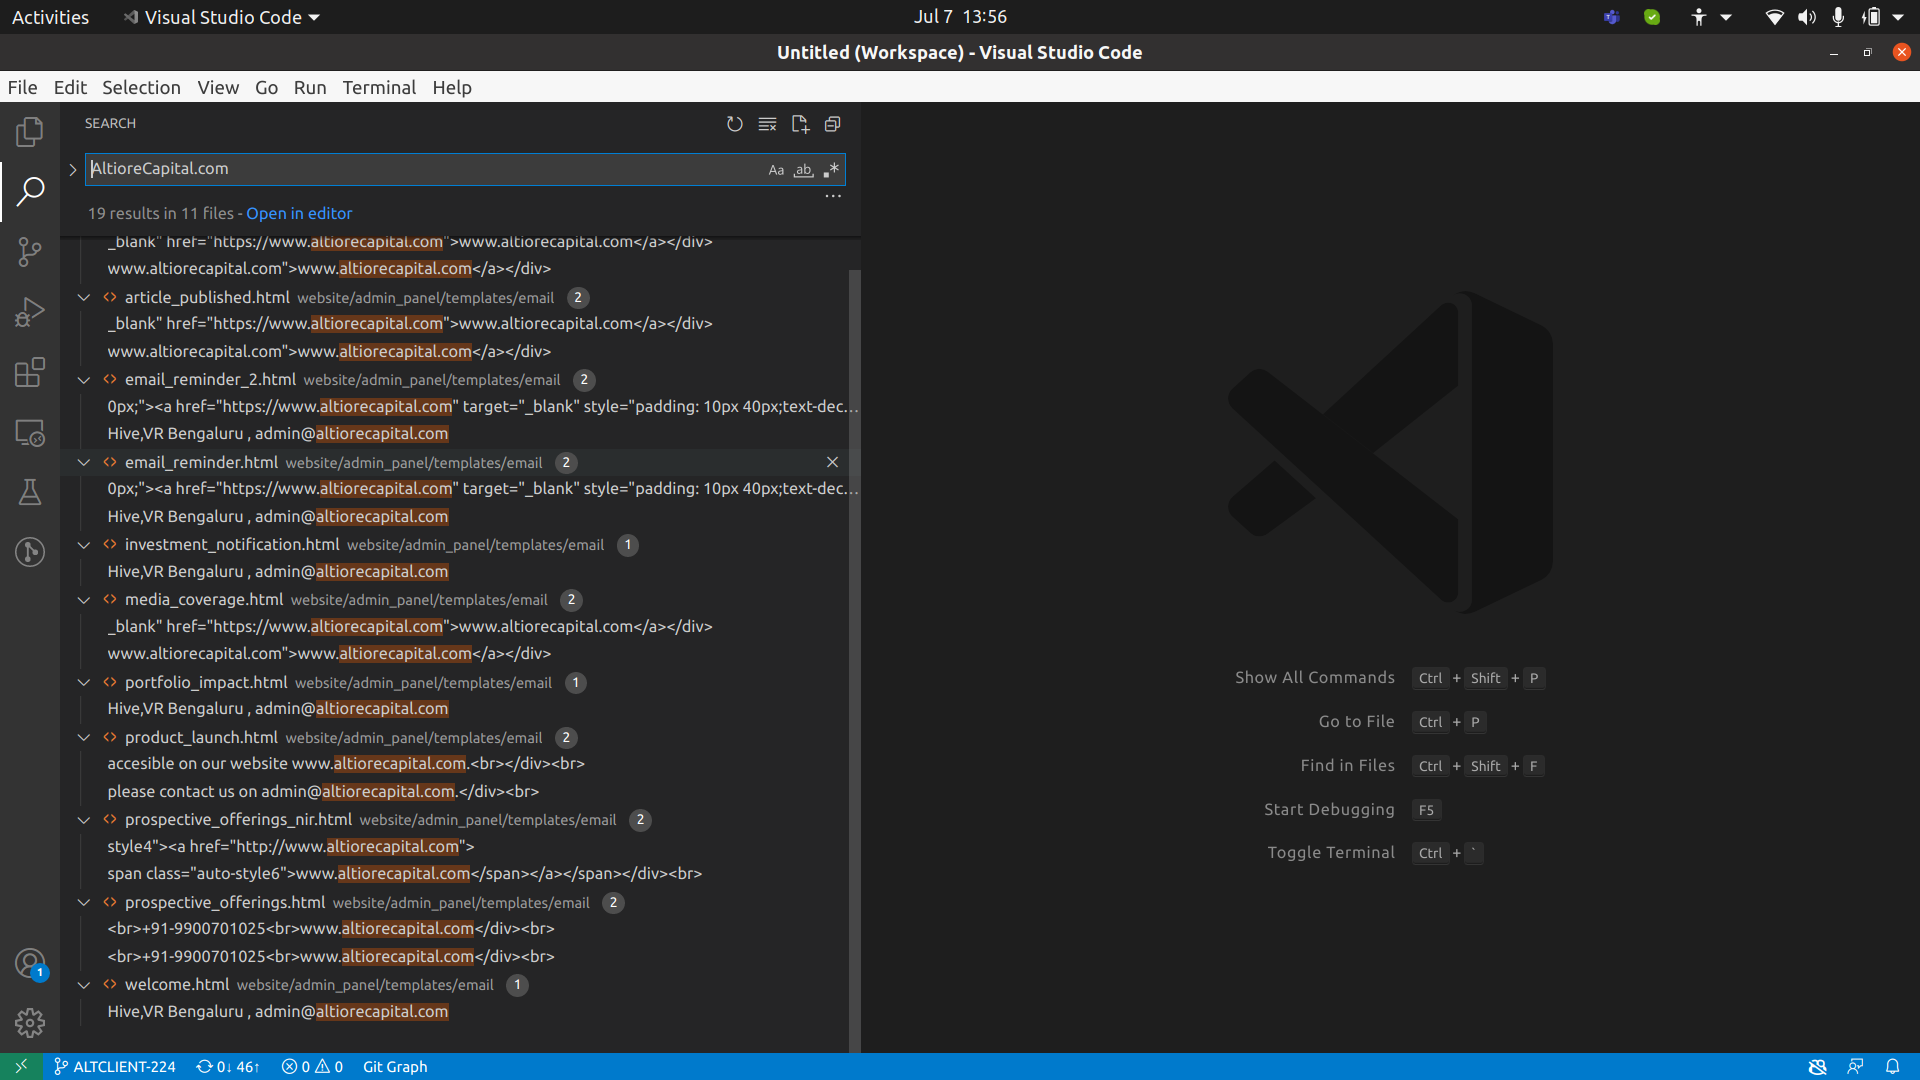 Activities Visual Studio Code Jul 7 13:56
Untitled (Workspace) - Visual Studio Code
File Edit Selection View Go Run Terminal Help
SEARCH
AltioreCapital.com Aa ab .*
...
19 results in 11 files - Open in editor
_blank" href="https://www.altiorecapital.com">www.altiorecapital.com</a></div>
www.altiorecapital.com">www.altiorecapital.com</a></div>
<> article_published.html website/admin_panel/templates/email 2
_blank" href="https://www.altiorecapital.com">www.altiorecapital.com</a></div>
www.altiorecapital.com">www.altiorecapital.com</a></div>
<> email_reminder_2.html website/admin_panel/templates/email 2
0px;"><a href="https://www.altiorecapital.com" target="_blank" style="padding: 10px 40px;text-dec...
Hive,VR Bengaluru , admin@altiorecapital.com
<> email_reminder.html website/admin_panel/templates/email 2
0px;"><a href="https://www.altiorecapital.com" target="_blank" style="padding: 10px 40px;text-dec...
Hive,VR Bengaluru , admin@altiorecapital.com
<> investment_notification.html website/admin_panel/templates/email 1
Hive,VR Bengaluru , admin@altiorecapital.com
<> media_coverage.html website/admin_panel/templates/email 2
_blank" href="https://www.altiorecapital.com">www.altiorecapital.com</a></div>
www.altiorecapital.com">www.altiorecapital.com</a></div>
<> portfolio_impact.html website/admin_panel/templates/email 1
Hive,VR Bengaluru , admin@altiorecapital.com
<> product_launch.html website/admin_panel/templates/email 2
accesible on our website www.altiorecapital.com.<br></div><br>
please contact us on admin@altiorecapital.com.</div><br>
<> prospective_offerings_nir.html website/admin_panel/templates/email 2
style4"><a href="http://www.altiorecapital.com">
span class="auto-style6">www.altiorecapital.com</span></a></span></div><br>
<> prospective_offerings.html website/admin_panel/templates/email 2
<br>+91-9900701025<br>www.altiorecapital.com</div><br>
<br>+91-9900701025<br>www.altiorecapital.com</div><br>
<> welcome.html website/admin_panel/templates/email 1
Hive,VR Bengaluru , admin@altiorecapital.com
Show All Commands Ctrl + Shift + P
Go to File Ctrl + P
Find in Files Ctrl + Shift + F
Start Debugging F5
Toggle Terminal Ctrl + `
1
ALTCLIENT-224 0↓ 46↑ 0 0 Git Graph